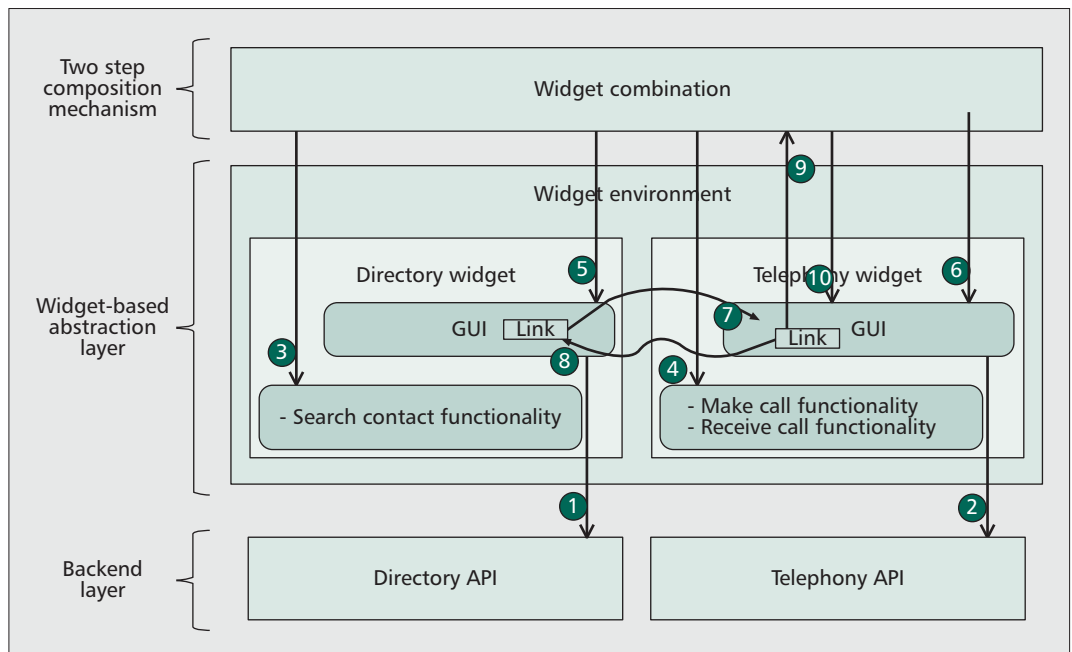 Two step
composition
mechanism
Widget combination
9
Widget environment
Widget-based
abstraction
layer
Directory widget
5
Telephony widget
10
6
GUI
Link
7
GUI
Link
3
8
4
- Search contact functionality
- Make call functionality
- Receive call functionality
1
2
Backend
layer
Directory API
Telephony API